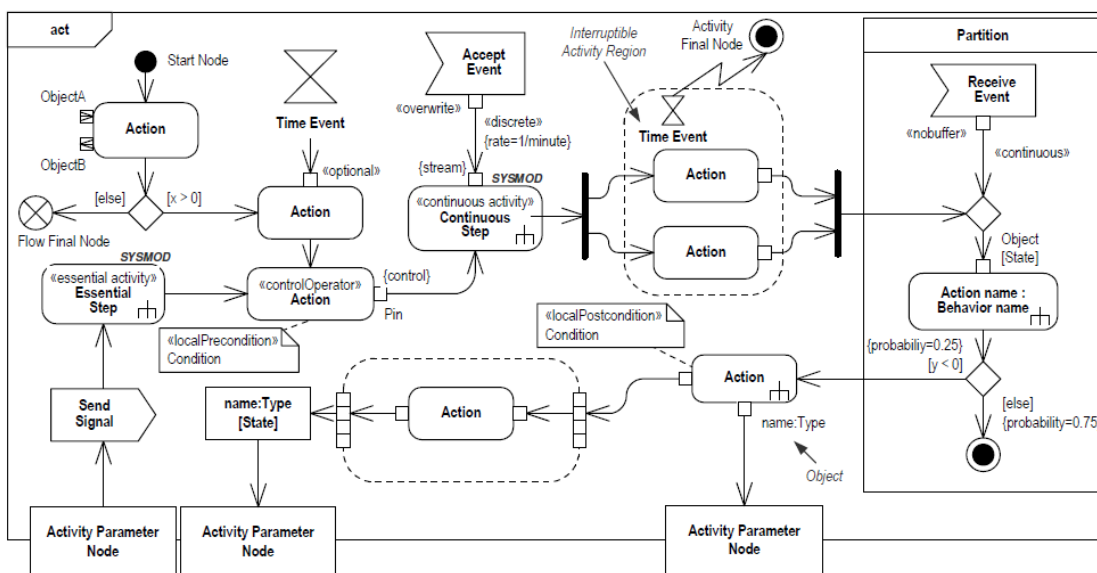 act
Start Node
ObjectA
Action
ObjectB
[else]
[x > 0]
Flow Final Node
Time Event
«optional»
Action
Accept
Event
«overwrite»
«discrete»
{rate=1/minute}
{stream}
SYSMOD
«continuous activity»
Continuous
Step
Interruptible
Activity Region
Activity
Final Node
Time Event
Action
Action
Partition
Receive
Event
«nobuffer»
«continuous»
Object
[State]
Action name :
Behavior name
{probabiliy=0.25}
[y < 0]
[else]
{probability=0.75
SYSMOD
«essential activity»
Essential
Step
«controlOperator»
Action
{control}
Pin
«localPrecondition»
Condition
«localPostcondition»
Condition
Send
Signal
name:Type
[State]
Action
Action
name:Type
Object
Activity Parameter
Node
Activity Parameter
Node
Activity Parameter
Node